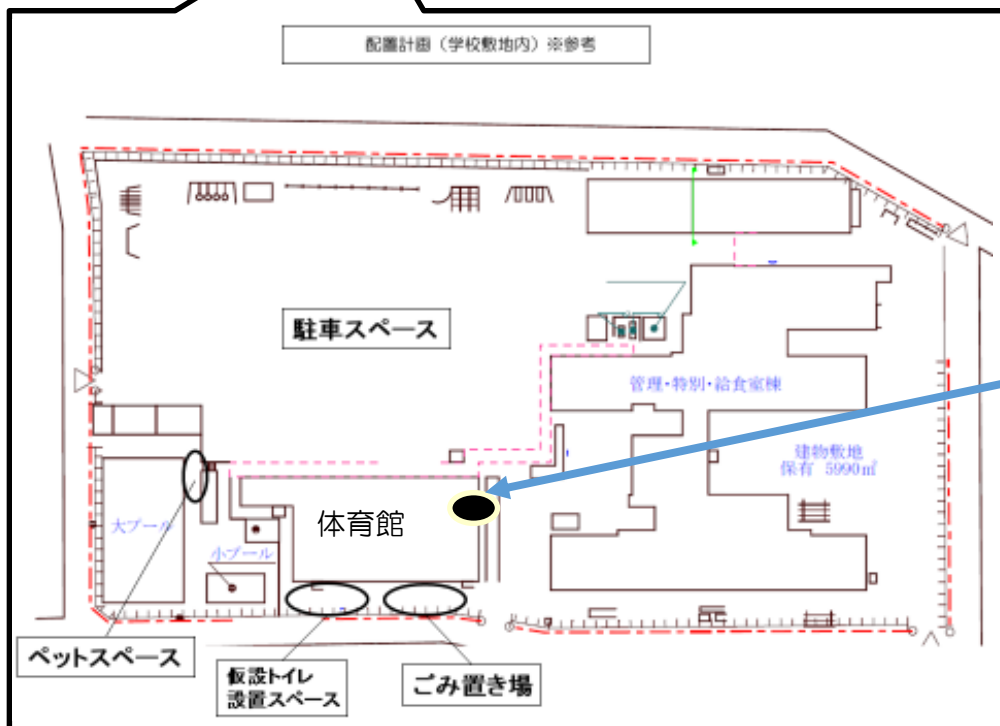 配置計画（学校敷地内）※参考
駐車スペース
管理・特別・給食室棟
建物敷地
保有 5990㎡
体育館
大プール
小プール
ペットスペース
仮設トイレ
設置スペース
ごみ置き場